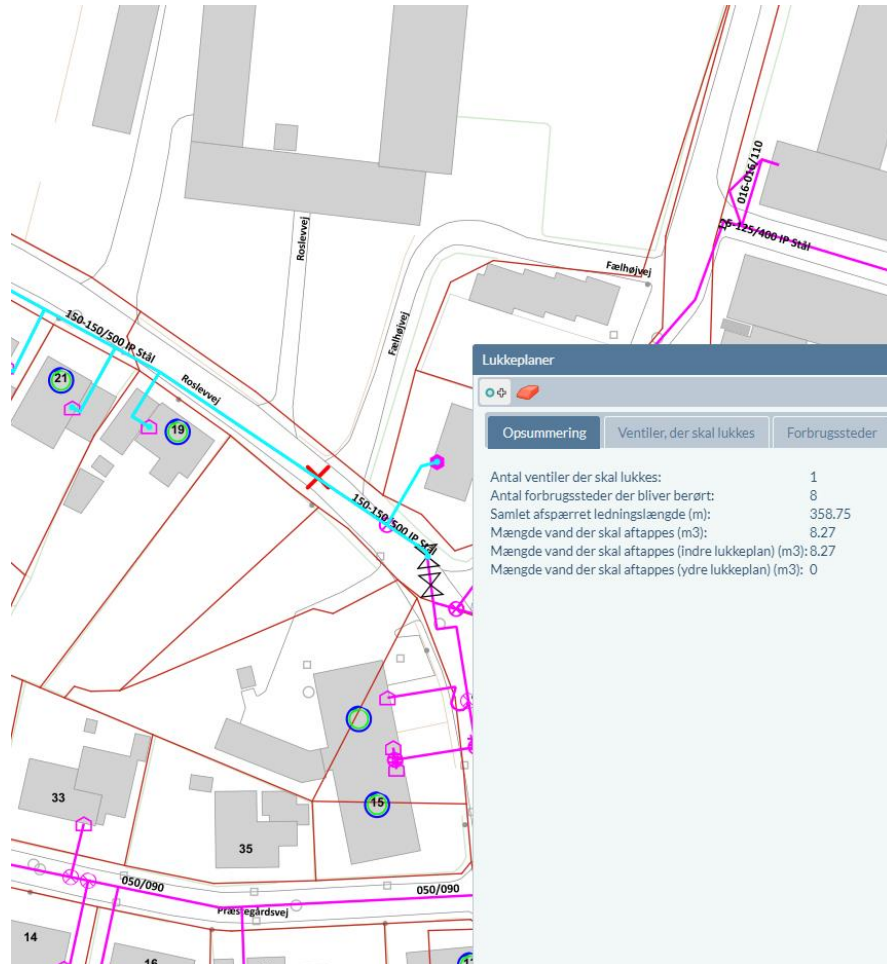 016-016/110
25-125/400 IP Stål
Roslevvej
Fælhøjvej
Fælhøjvej
150-150/500 IP Stål
21
Roslevvej
19
150-150/500 IP Stål
Lukkeplaner
Opsummering
Ventiler, der skal lukkes
Forbrugssteder
Antal ventiler der skal lukkes: 1
Antal forbrugssteder der bliver berørt: 8
Samlet afspærret ledningslængde (m): 358.75
Mængde vand der skal aftappes (m3): 8.27
Mængde vand der skal aftappes (indre lukkeplan) (m3): 8.27
Mængde vand der skal aftappes (ydre lukkeplan) (m3): 0
33
15
35
050/090
050/090
Præstegårdsvej
14
16